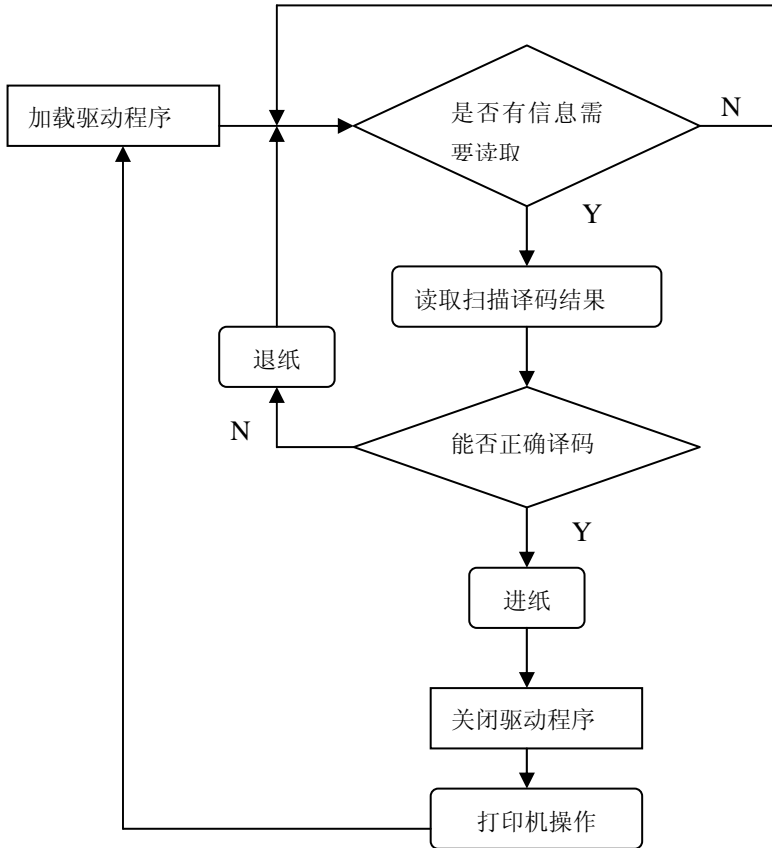 加载驱动程序
是否有信息需
要读取
N
Y
读取扫描译码结果
退纸
N
能否正确译码
Y
进纸
关闭驱动程序
打印机操作